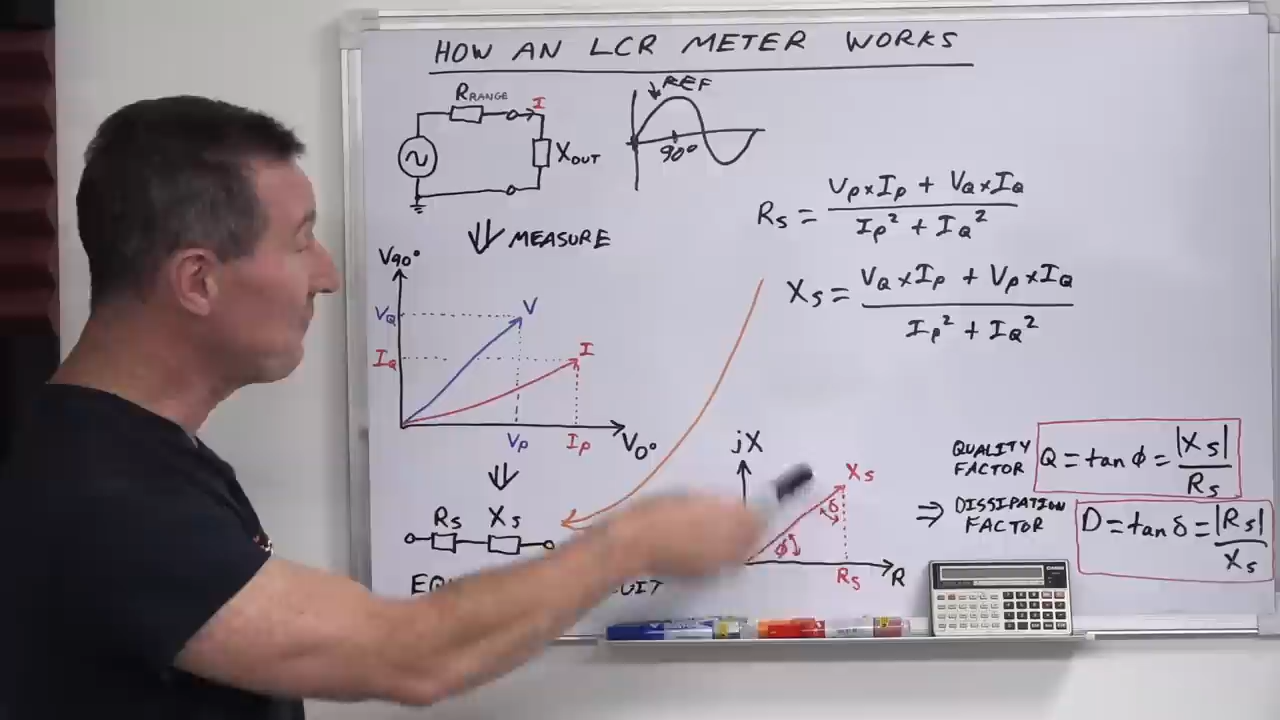 HOW AN LCR METER WORKS
RRANGE
I
XOUT
REF
90°
MEASURE
V90°
VQ
V
IQ
I
VP
IP
V0°
RS XS
RS = VP×IP + VQ×IQ
IP² + IQ²
XS = VQ×IP + VP×IQ
IP² + IQ²
jX
XS
δ
φ
RS
R
QUALITY
FACTOR
Q = tan φ = |XS|
RS
⇒ DISSIPATION
FACTOR
D = tan δ = |RS|
XS